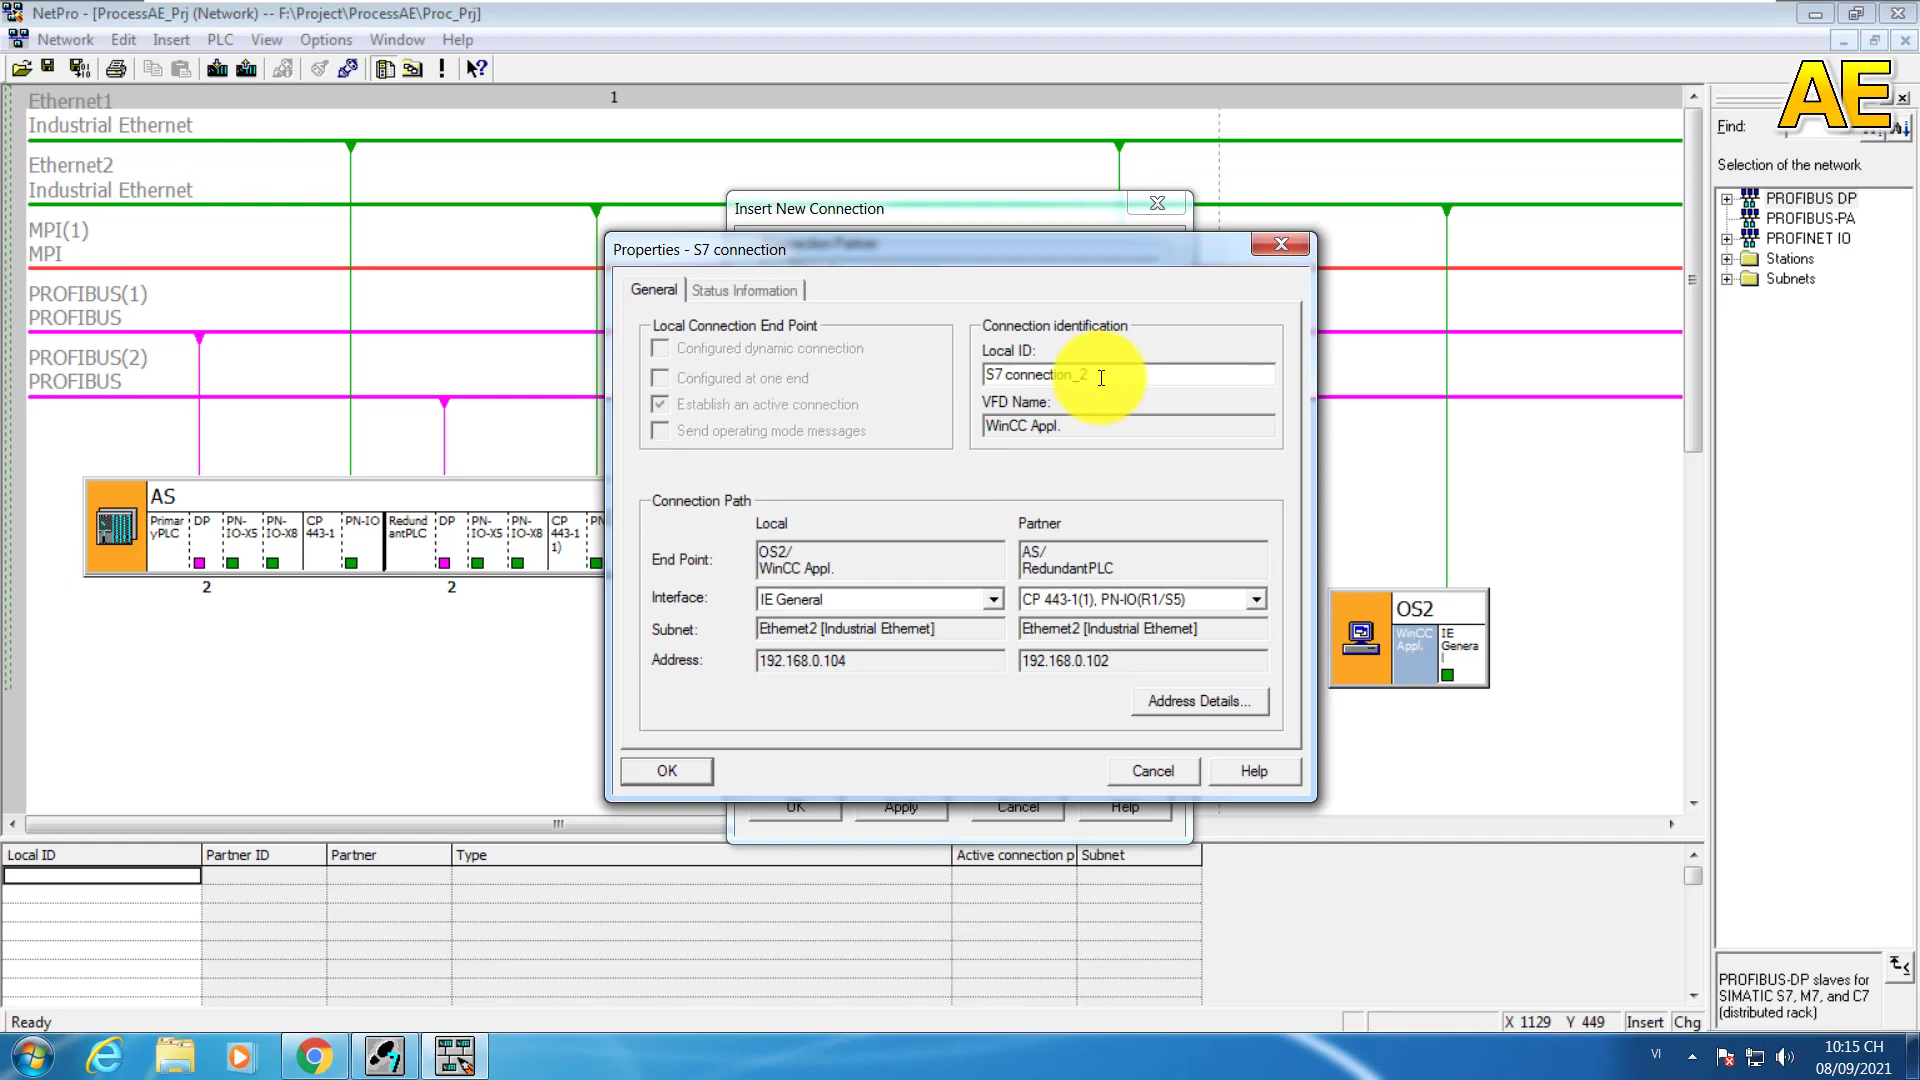 NetPro - [ProcessAE_Prj (Network) -- F:\Project\ProcessAE\Proc_Prj]
Network Edit Insert PLC View Options Window Help
AE
Ethernet1
Industrial Ethernet
1
Ethernet2
Industrial Ethernet
MPI(1)
MPI
PROFIBUS(1)
PROFIBUS
PROFIBUS(2)
PROFIBUS
AS
Primar
yPLC
DP
PN-
IO-X5
PN-
IO-X8
CP
443-1
PN-IO
Redund
antPLC
DP
PN-
IO-X5
PN-
IO-X8
CP
443-1
1)
2
2
Insert New Connection
Properties - S7 connection
General
Status Information
Local Connection End Point
Configured dynamic connection
Configured at one end
Establish an active connection
Send operating mode messages
Connection identification
Local ID:
S7 connection_2
VFD Name:
WinCC Appl.
Connection Path
Local
Partner
End Point:
OS2/
WinCC Appl.
AS/
RedundantPLC
Interface:
IE General
CP 443-1(1), PN-IO(R1/S5)
Subnet:
Ethernet2 [Industrial Ethernet]
Ethernet2 [Industrial Ethernet]
Address:
192.168.0.104
192.168.0.102
Address Details...
OK
Cancel
Help
OK
Apply
Cancel
Help
OS2
WinCC
Appl.
IE
Genera
l
Find:
Selection of the network
PROFIBUS DP
PROFIBUS-PA
PROFINET IO
Stations
Subnets
PROFIBUS-DP slaves for
SIMATIC S7, M7, and C7
(distributed rack)
Local ID
Partner ID
Partner
Type
Active connection p
Subnet
Ready
X 1129 Y 449
Insert
Chg
VI
10:15 CH
08/09/2021